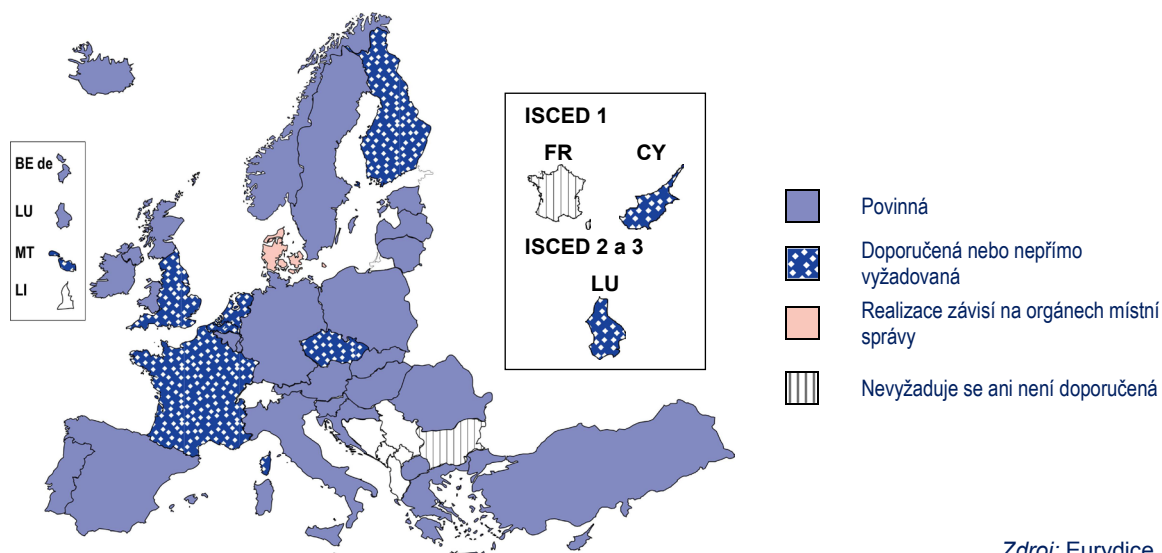 BE de
LU
MT
LI
ISCED 1
FR CY
ISCED 2 a 3
LU
Povinná
Doporučená nebo nepřímo
vyžadovaná
Realizace závisí na orgánech místní
správy
Nevyžaduje se ani není doporučená
Zdroj: Eurydice